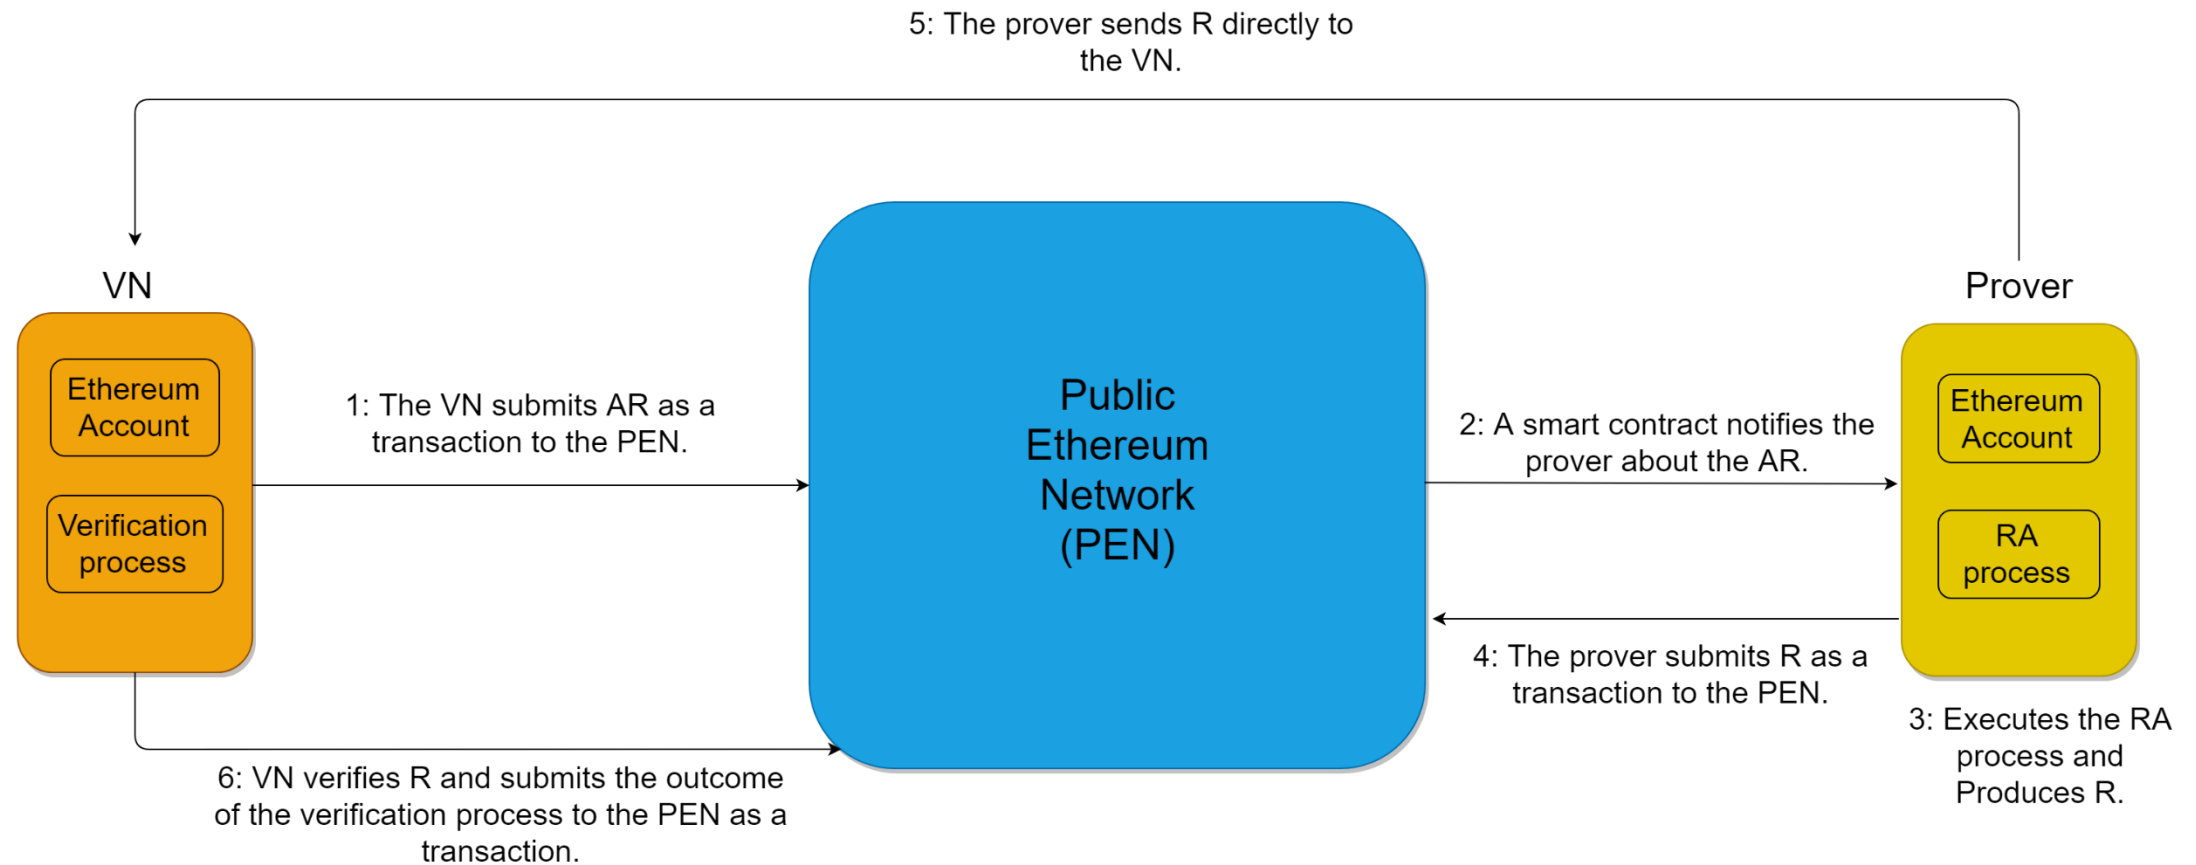 5: The prover sends R directly to
the VN.
VN
Ethereum
Account
Verification
process
1: The VN submits AR as a
transaction to the PEN.
Public
Ethereum
Network
(PEN)
2: A smart contract notifies the
prover about the AR.
Prover
Ethereum
Account
RA
process
4: The prover submits R as a
transaction to the PEN.
3: Executes the RA
process and
Produces R.
6: VN verifies R and submits the outcome
of the verification process to the PEN as a
transaction.